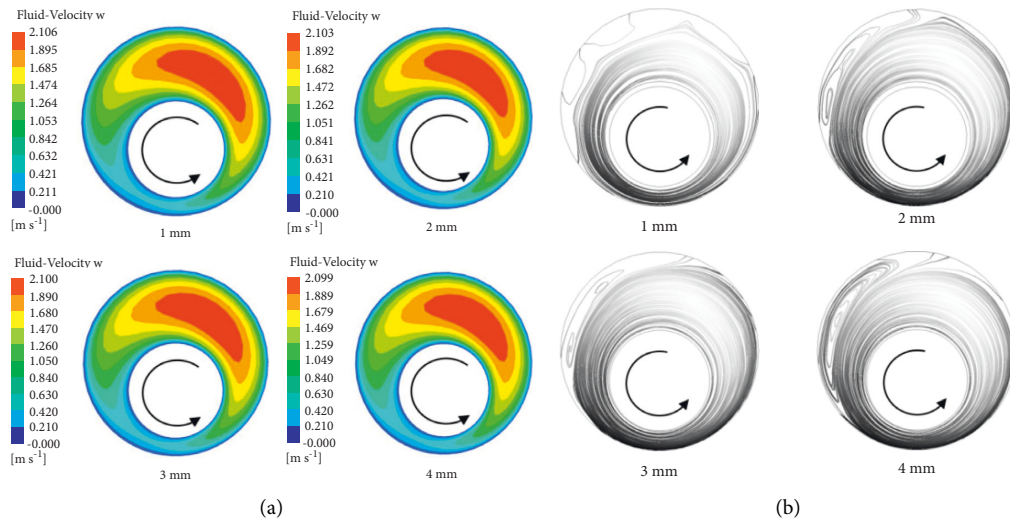 Fluid-Velocity w
2.106
1.895
1.685
1.474
1.264
1.053
0.842
0.632
0.421
0.211
-0.000
[m s⁻¹]
1 mm
Fluid-Velocity w
2.103
1.892
1.682
1.472
1.262
1.051
0.841
0.631
0.421
0.210
-0.000
[m s⁻¹]
2 mm
Fluid-Velocity w
2.100
1.890
1.680
1.470
1.260
1.050
0.840
0.630
0.420
0.210
-0.000
[m s⁻¹]
3 mm
Fluid-Velocity w
2.099
1.889
1.679
1.469
1.259
1.049
0.840
0.630
0.420
0.210
-0.000
[m s⁻¹]
4 mm
(a)
1 mm
2 mm
3 mm
4 mm
(b)